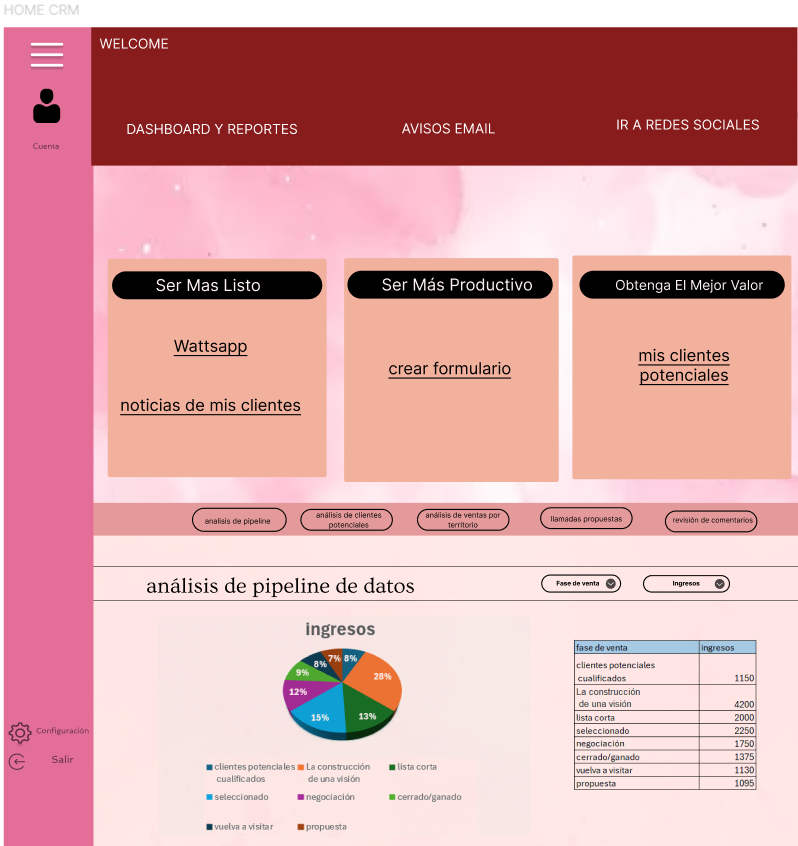 HOME CRM
WELCOME
Cuenta
DASHBOARD Y REPORTES
AVISOS EMAIL
IR A REDES SOCIALES
Ser Mas Listo
Wattsapp
noticias de mis clientes
Ser Más Productivo
crear formulario
Obtenga El Mejor Valor
mis clientes
potenciales
analisis de pipeline
análisis de clientes
potenciales
análisis de ventas por
territorio
llamadas propuestas
revisión de comentarios
análisis de pipeline de datos
Fase de venta
Ingresos
ingresos
7%
8%
8%
28%
9%
12%
15%
13%
clientes potenciales
cualificados
La construcción
de una visión
lista corta
seleccionado
negociación
cerrado/ganado
vuelva a visitar
propuesta
fase de venta ingresos
clientes potenciales
cualificados 1150
La construcción
de una visión 4200
lista corta 2000
seleccionado 2250
negociación 1750
cerrado/ganado 1375
vuelva a visitar 1130
propuesta 1095
Configuración
Salir